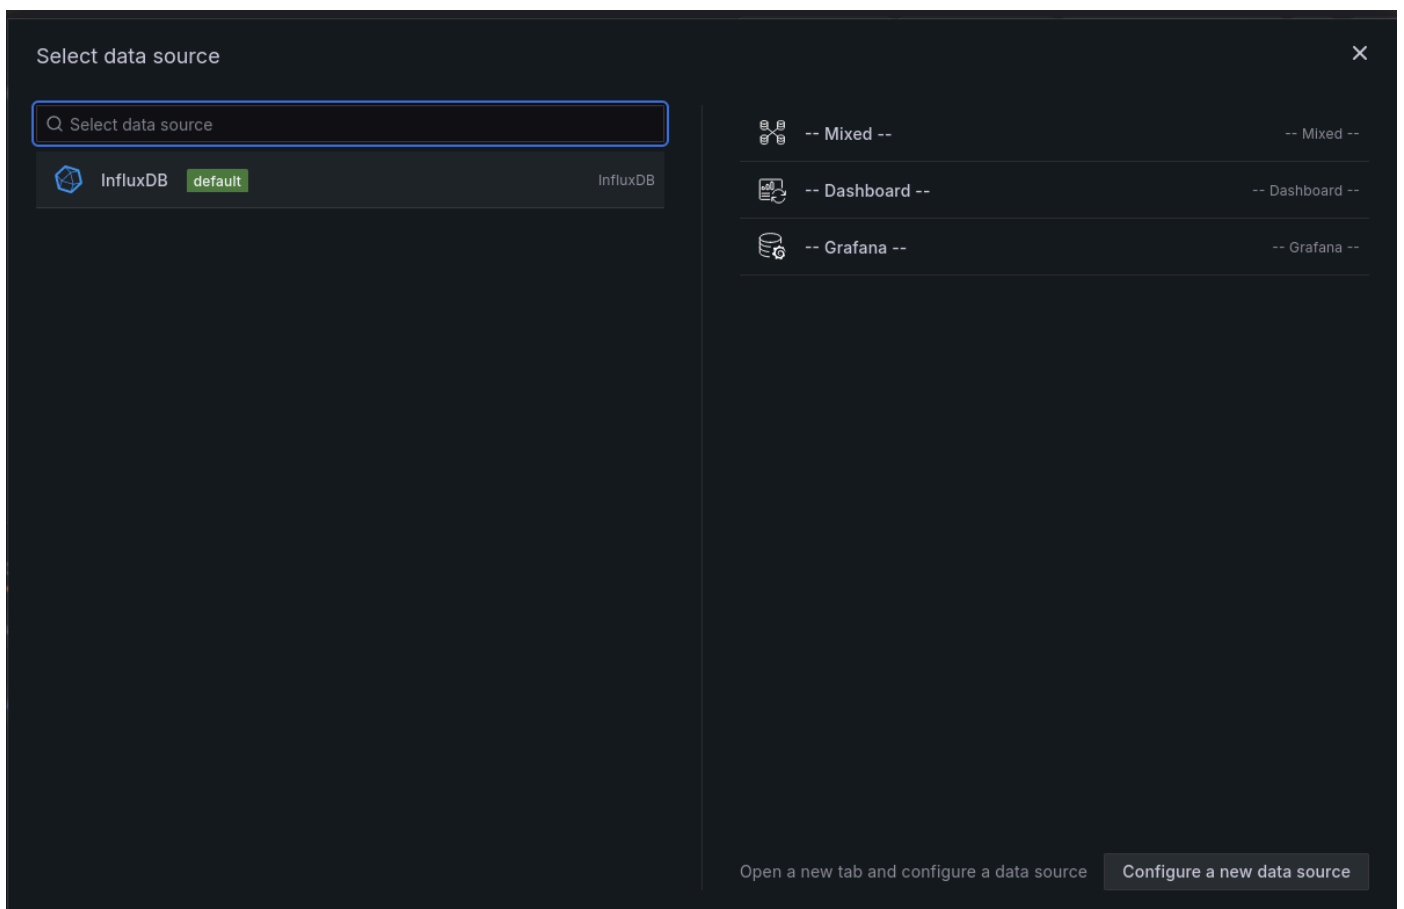 Select data source
Select data source
InfluxDB default InfluxDB
-- Mixed -- -- Mixed --
-- Dashboard -- -- Dashboard --
-- Grafana -- -- Grafana --
Open a new tab and configure a data source Configure a new data source